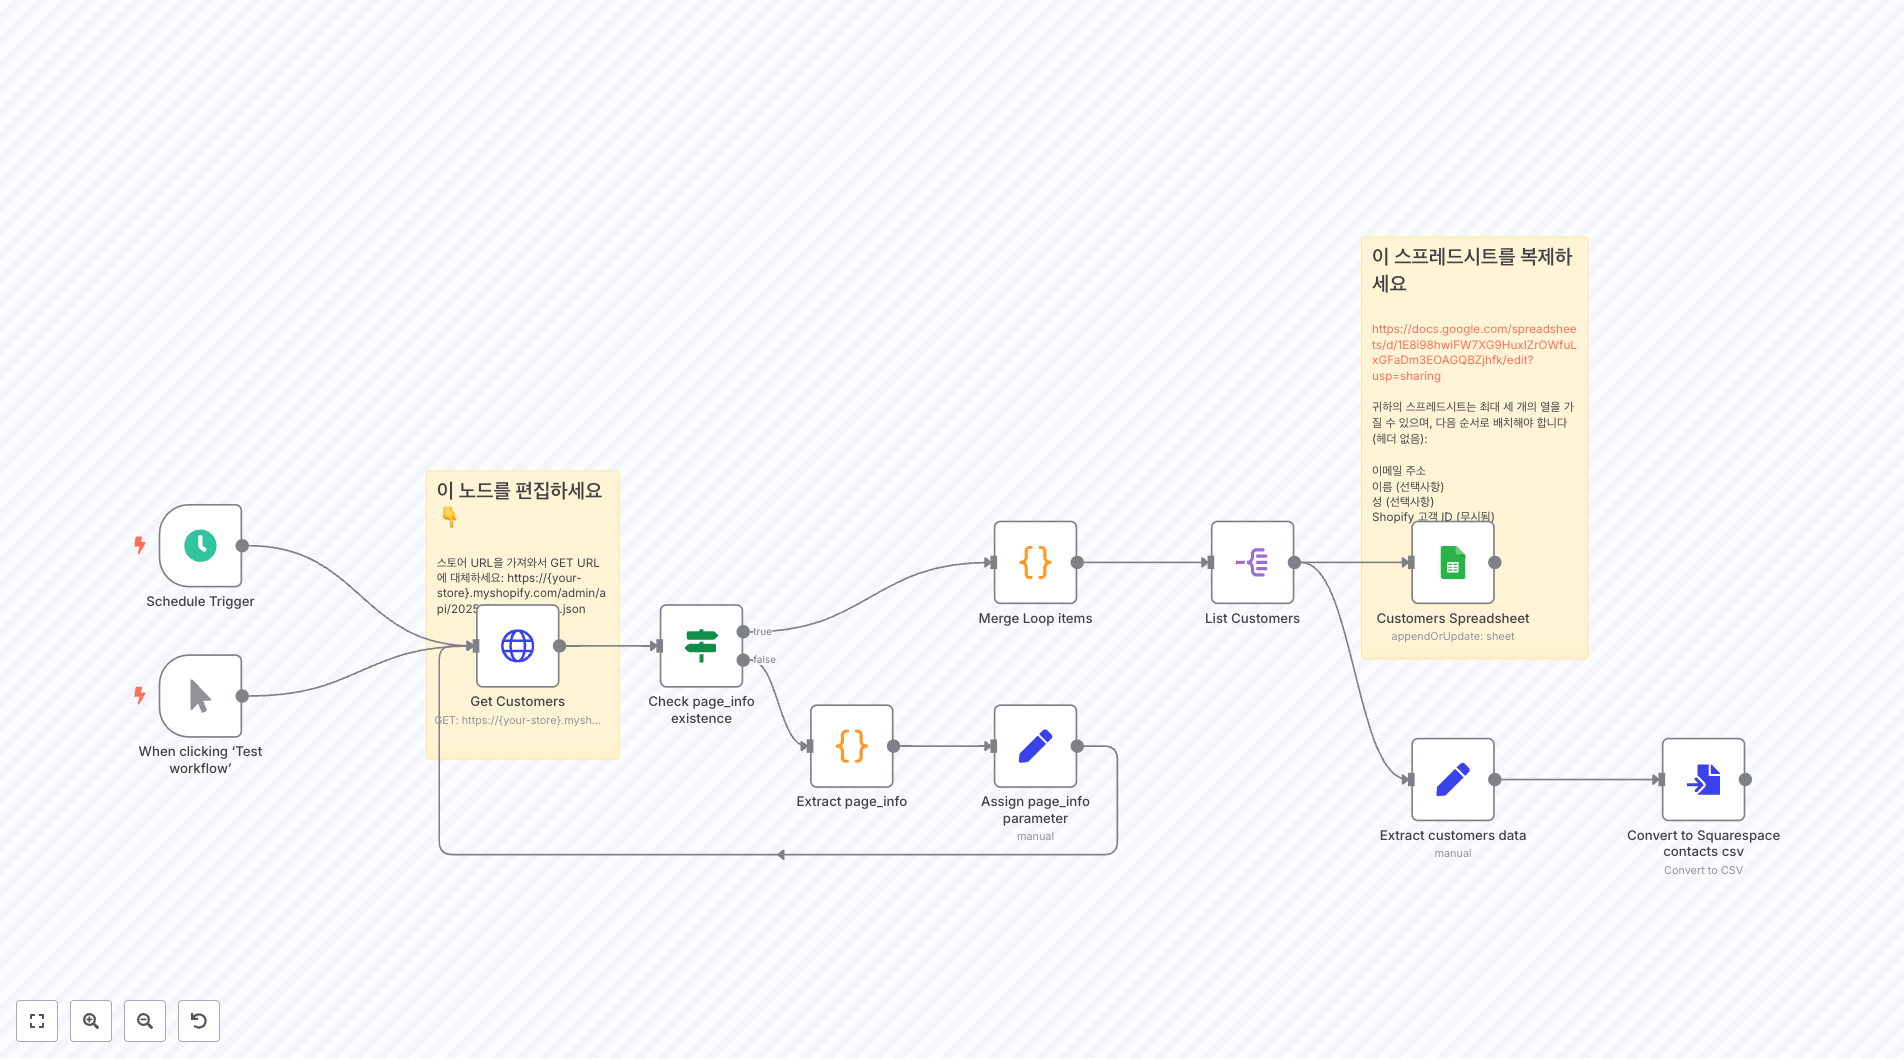 이 스프레드시트를 복제하
세요
https://docs.google.com/spreadshee
ts/d/1E8i98hwiFW7XG9HuxlZrOWfuL
xGFaDm3EOAGQBZjhfk/edit?
usp=sharing
귀하의 스프레드시트는 최대 세 개의 열을 가
질 수 있으며, 다음 순서로 배치해야 합니다
(헤더 없음):
이메일 주소
이름 (선택사항)
성 (선택사항)
Shopify 고객 ID (무시됨)
Customers Spreadsheet
appendOrUpdate: sheet
이 노드를 편집하세요
👇
스토어 URL을 가져와서 GET URL
에 대체하세요: https://{your-
store}.myshopify.com/admin/a
pi/2025 .json
Get Customers
GET: https://{your-store}.mysh...
Schedule Trigger
When clicking ‘Test
workflow’
Check page_info
existence
true
false
Merge Loop items
List Customers
Extract page_info
Assign page_info
parameter
manual
Extract customers data
manual
Convert to Squarespace
contacts csv
Convert to CSV